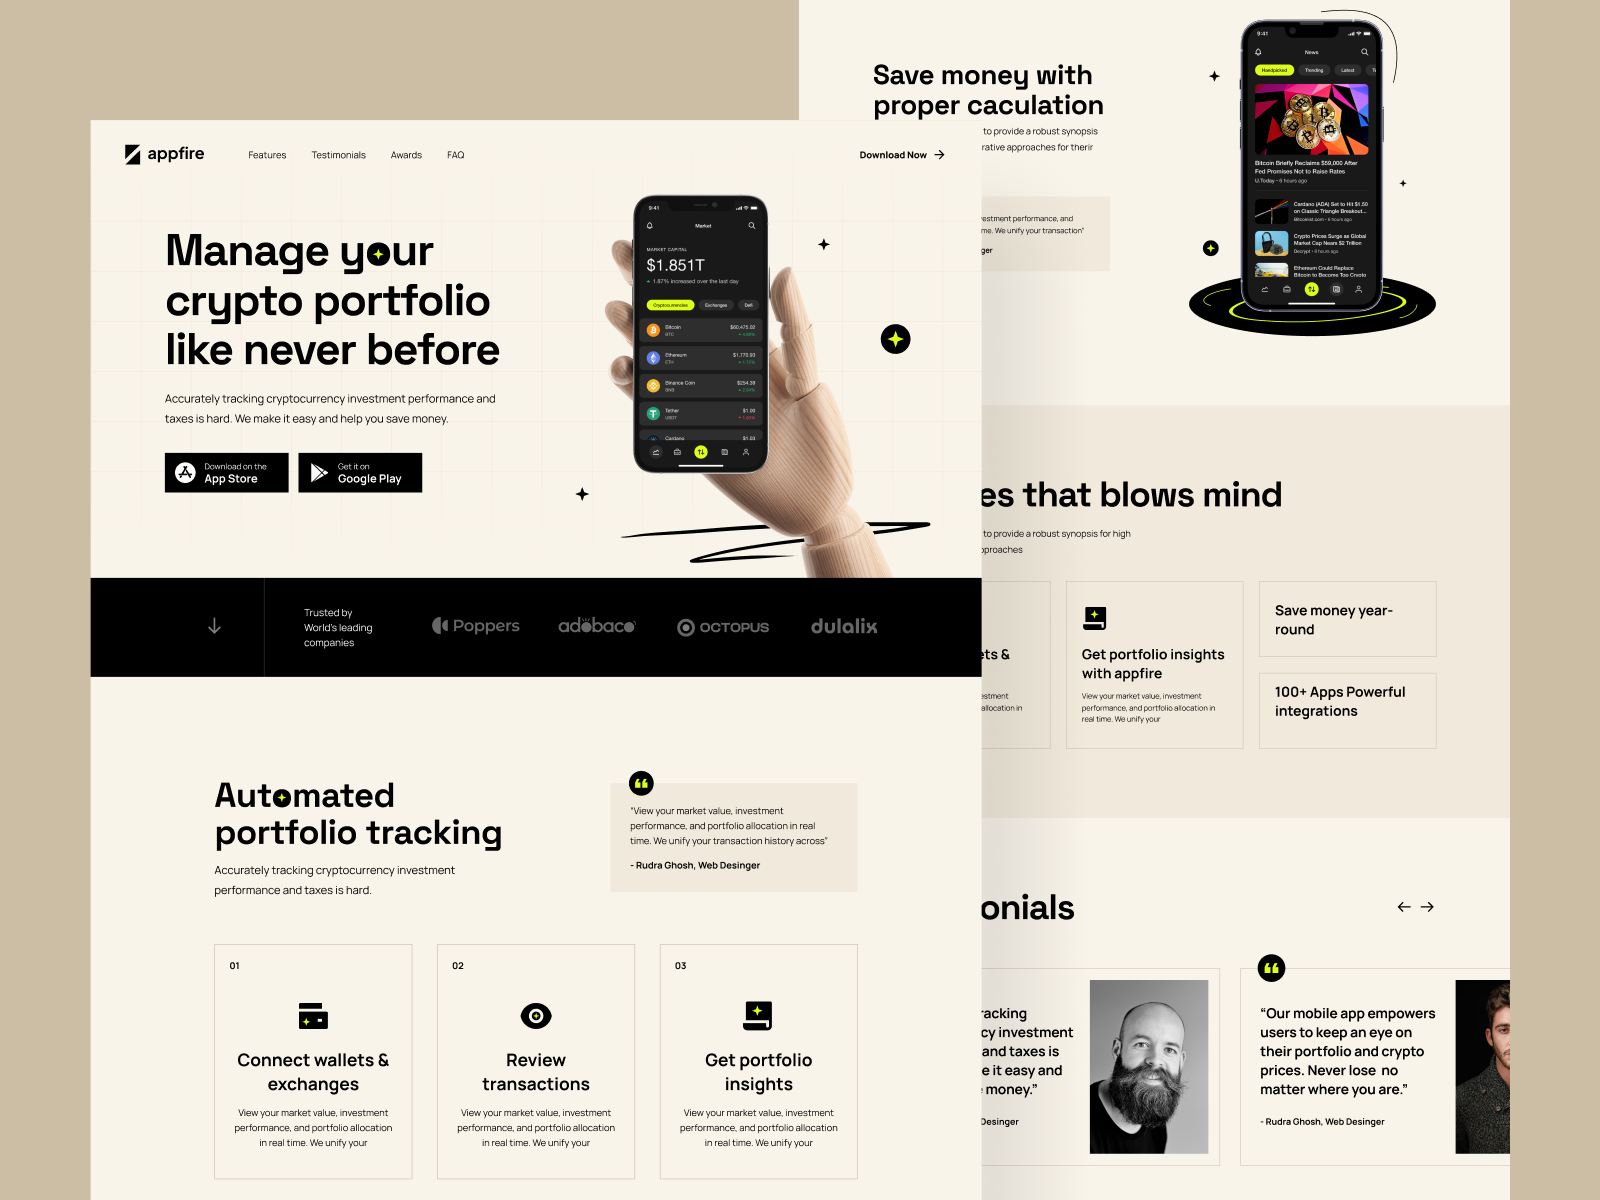 appfire
Features
Testimonials
Awards
FAQ
Download Now
Manage your
crypto portfolio
like never before
Accurately tracking cryptocurrency investment performance and
taxes is hard. We make it easy and help you save money.
Download on the
App Store
Get it on
Google Play
9:41
Market
MARKET CAPITAL
$1.851T
1.87% increased over the last day
Cryptocurrencies
Exchanges
Defi
Bitcoin
BTC
$60,475.02
Ethereum
ETH
$1,770.93
Binance Coin
BNB
$254.39
Tether
USDT
$1.00
Cardano
$1.03
Trusted by
World's leading
companies
Poppers
adobaco
OCTOPUS
dulalix
Automated
portfolio tracking
Accurately tracking cryptocurrency investment
performance and taxes is hard.
"View your market value, investment
performance, and portfolio allocation in real
time. We unify your transaction history across"
- Rudra Ghosh, Web Desinger
01
Connect wallets &
exchanges
View your market value, investment
performance, and portfolio allocation
in real time. We unify your
02
Review
transactions
View your market value, investment
performance, and portfolio allocation
in real time. We unify your
03
Get portfolio
insights
View your market value, investment
performance, and portfolio allocation
in real time. We unify your
Save money with
proper caculation
to provide a robust synopsis
rative approaches for therir
vestment performance, and
me. We unify your transaction"
ger
9:41
News
Handpicked
Trending
Latest
Bitcoin Briefly Reclaims $59,000 After
Fed Promises Not to Raise Rates
U.Today • 6 hours ago
Cardano (ADA) Set to Hit $1.50
on Classic Triangle Breakout...
Bitcoinist.com • 6 hours ago
Crypto Prices Surge as Global
Market Cap Nears $2 Trillion
Decrypt • 8 hours ago
Ethereum Could Replace
Bitcoin to Become Top Crypto
es that blows mind
to provide a robust synopsis for high
pproaches
ets &
estment
allocation in
Get portfolio insights
with appfire
View your market value, investment
performance, and portfolio allocation in
real time. We unify your
Save money year-
round
100+ Apps Powerful
integrations
onials
racking
cy investment
and taxes is
e it easy and
money."
Desinger
"Our mobile app empowers
users to keep an eye on
their portfolio and crypto
prices. Never lose no
matter where you are."
- Rudra Ghosh, Web Desinger